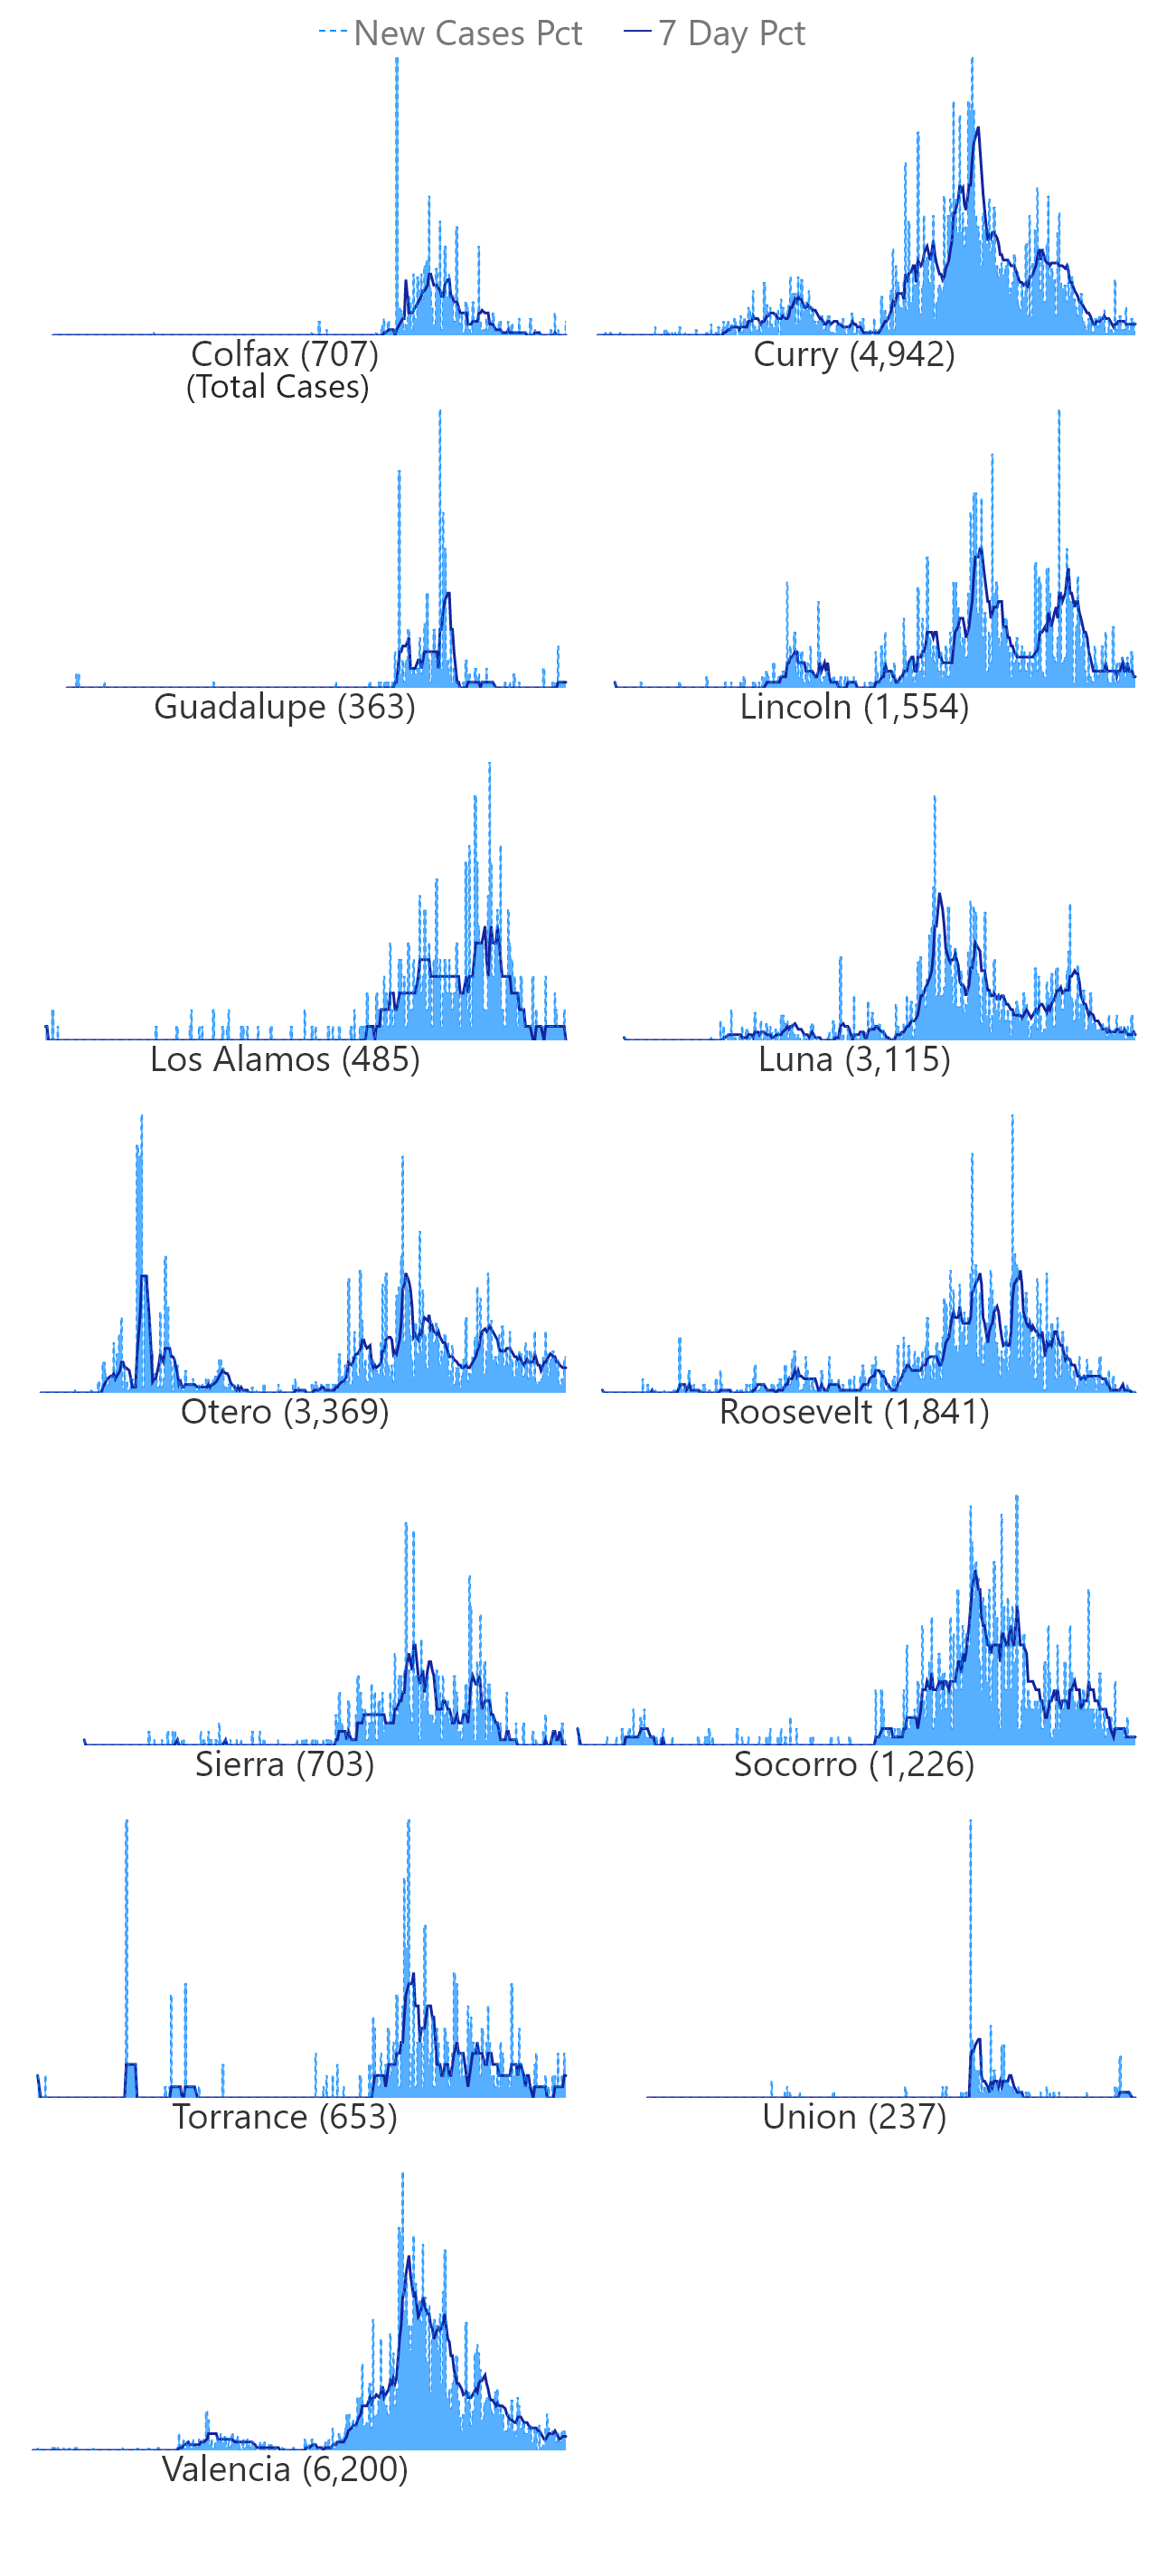 New Cases Pct 7 Day Pct
Colfax (707) Curry (4,942)
(Total Cases)
Guadalupe (363) Lincoln (1,554)
Los Alamos (485) Luna (3,115)
Otero (3,369) Roosevelt (1,841)
Sierra (703) Socorro (1,226)
Torrance (653) Union (237)
Valencia (6,200)